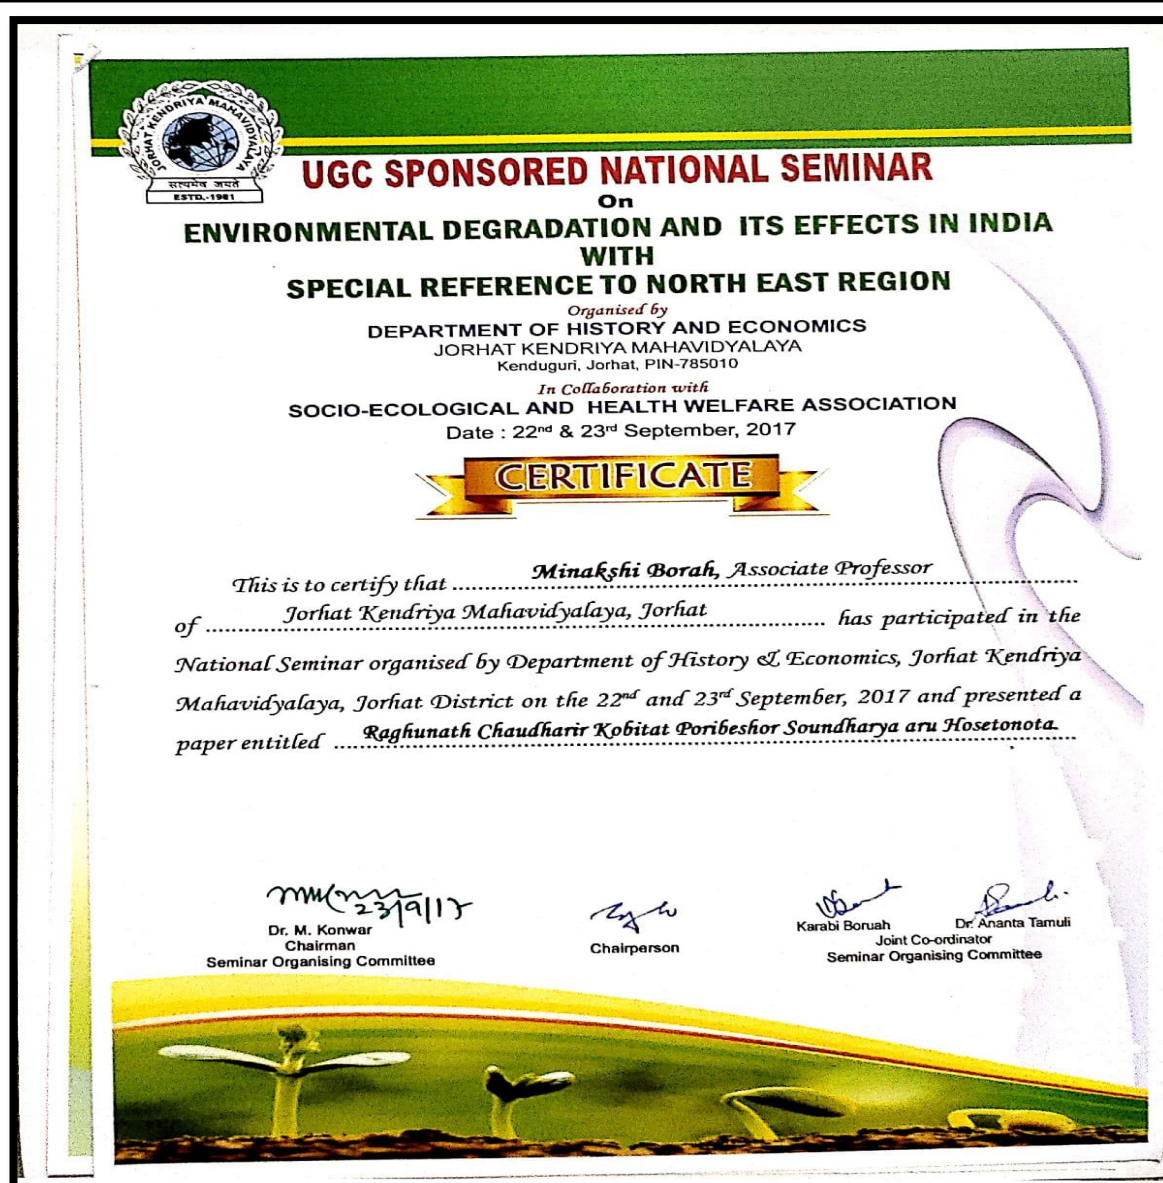 JORHAT KENDRIYA MAHAVIDYALAYA
सत्यमेव जयते
ESTD.-1981
UGC SPONSORED NATIONAL SEMINAR
On
ENVIRONMENTAL DEGRADATION AND ITS EFFECTS IN INDIA
WITH
SPECIAL REFERENCE TO NORTH EAST REGION
Organised by
DEPARTMENT OF HISTORY AND ECONOMICS
JORHAT KENDRIYA MAHAVIDYALAYA
Kenduguri, Jorhat, PIN-785010
In Collaboration with
SOCIO-ECOLOGICAL AND HEALTH WELFARE ASSOCIATION
Date : 22nd & 23rd September, 2017
CERTIFICATE
This is to certify that Minakshi Borah, Associate Professor
of Jorhat Kendriya Mahavidyalaya, Jorhat has participated in the
National Seminar organised by Department of History & Economics, Jorhat Kendriya
Mahavidyalaya, Jorhat District on the 22nd and 23rd September, 2017 and presented a
paper entitled Raghunath Chaudharir Kobitat Poribeshor Soundharya aru Hosetonota
23/9/17
Dr. M. Konwar
Chairman
Seminar Organising Committee
Chairperson
Karabi Boruah Dr. Ananta Tamuli
Joint Co-ordinator
Seminar Organising Committee